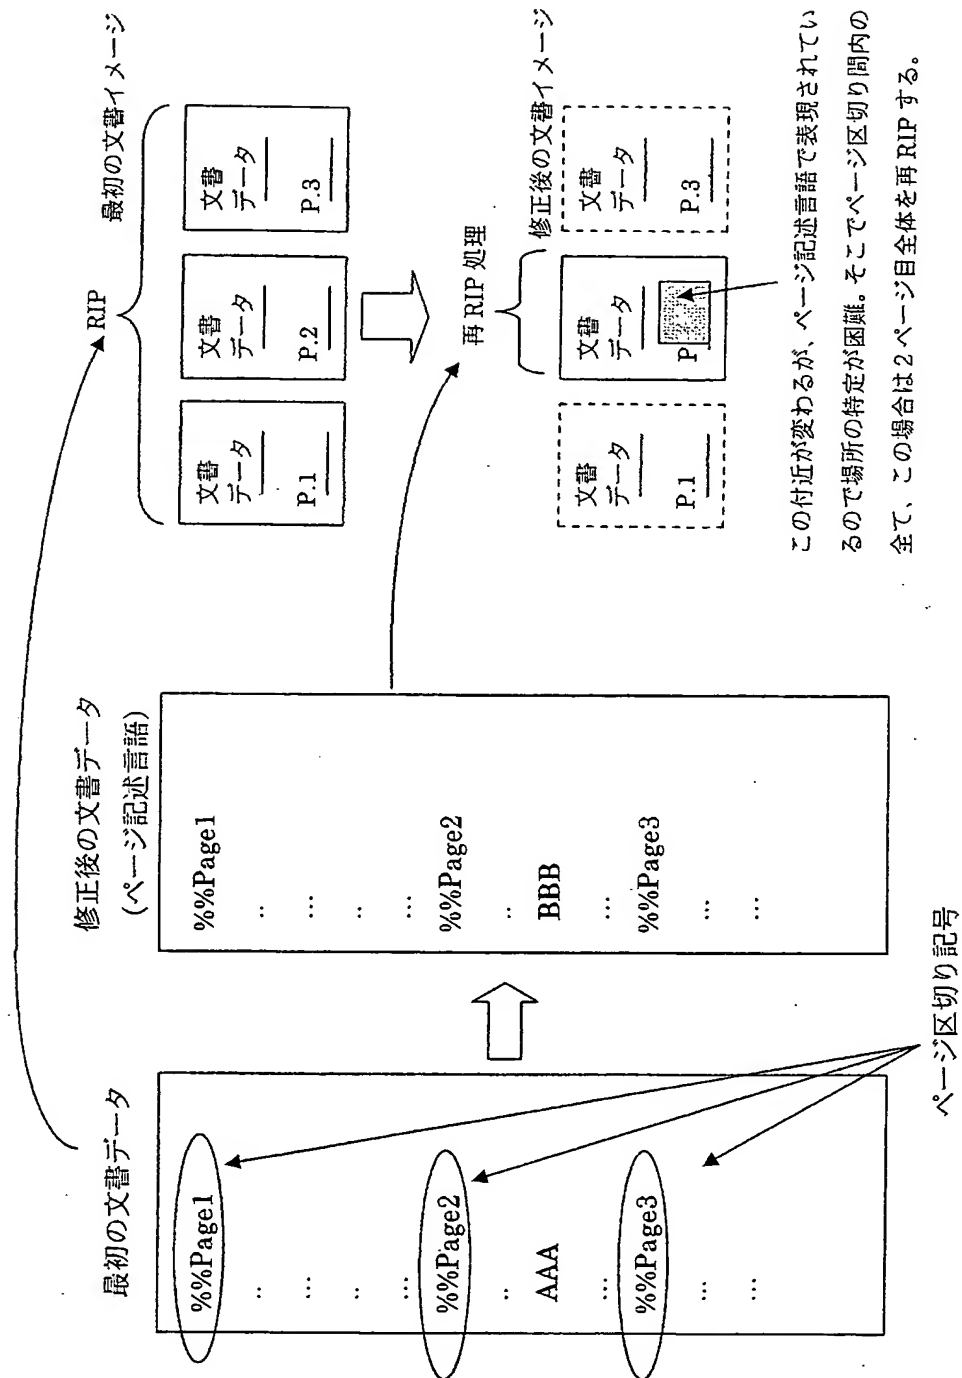 最初の文書データ
%%Page1
..
...
..
...
%%Page2
..
AAA
...
%%Page3
...
...
ページ区切り記号
修正後の文書データ
(ページ記述言語)
%%Page1
..
...
..
...
%%Page2
..
BBB
...
%%Page3
...
...
RIP
最初の文書イメージ
文書
データ
P.1
文書
データ
P.2
文書
データ
P.3
再RIP処理
修正後の文書イメージ
文書
データ
P.1
文書
データ
P
文書
データ
P.3
この付近が変わるが、ページ記述言語で表現されてい
るので場所の特定が困難。そこでページ区切り間内の
全て、この場合は2ページ目全体を再RIPする。